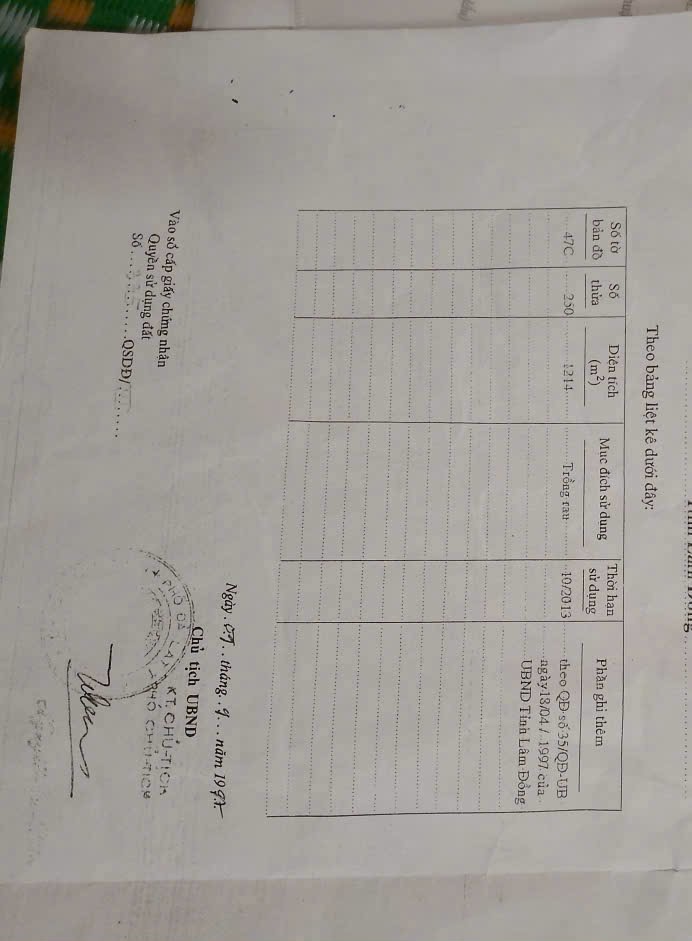 Theo bảng liệt kê dưới đây:
Số tờ bản đồ
Số thửa
Diện tích (m²)
Mục đích sử dụng
Thời hạn sử dụng
Phần ghi thêm
47C
250
1214
Trồng rau
10/2013
theo QĐ số 35/QĐ-UB
ngày 18/04 / 1997 của
UBND Tỉnh Lâm Đồng
Ngày 07 tháng 9 năm 1997
Chủ tịch UBND
KT, CHỦ-TỊCH
PHÓ CHỦ-TỊCH
Vào sổ cấp giấy chứng nhận
Quyền sử dụng đất
Số QSDĐ/